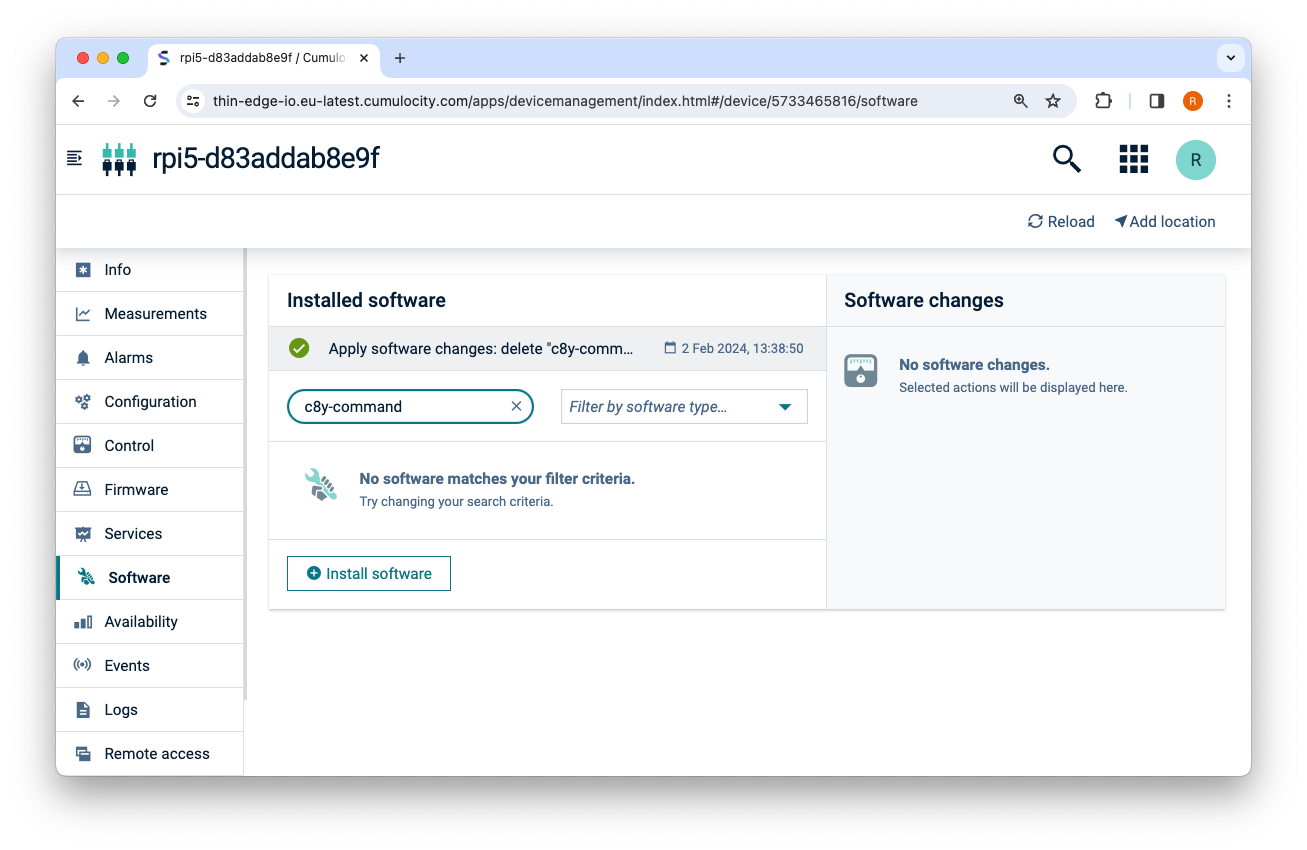 rpi5-d83addab8e9f / Cumulo
thin-edge-io.eu-latest.cumulocity.com/apps/devicemanagement/index.html#/device/5733465816/software
R
rpi5-d83addab8e9f
R
Reload
Add location
Info
Measurements
Alarms
Configuration
Control
Firmware
Services
Software
Availability
Events
Logs
Remote access
Installed software
Apply software changes: delete "c8y-comm...
2 Feb 2024, 13:38:50
c8y-command
Filter by software type...
No software matches your filter criteria.
Try changing your search criteria.
Install software
Software changes
No software changes.
Selected actions will be displayed here.